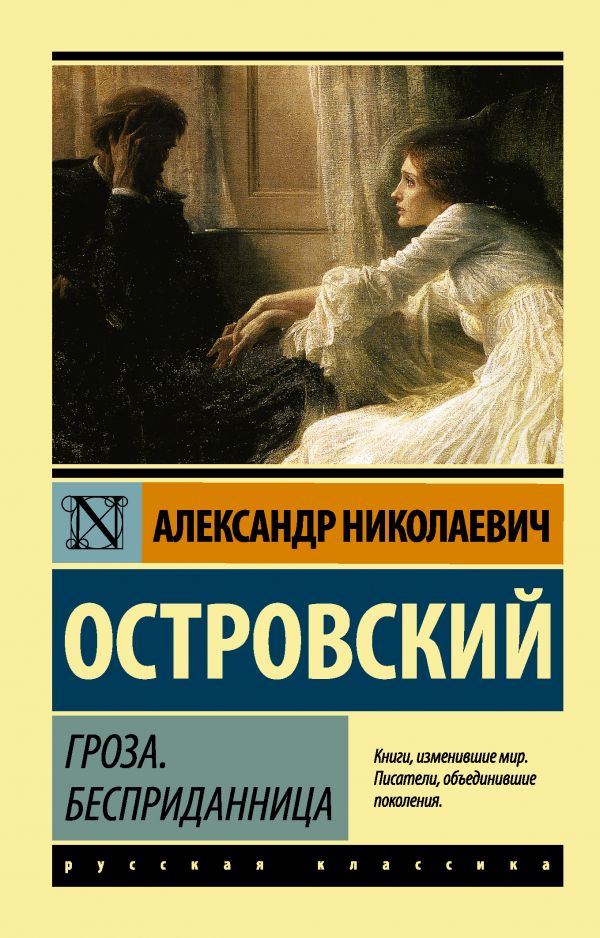 N
АЛЕКСАНДР НИКОЛАЕВИЧ
ОСТРОВСКИЙ
ГРОЗА.
БЕСПРИДАННИЦА
Книги, изменившие мир.
Писатели, объединившие
поколения.
русская классика